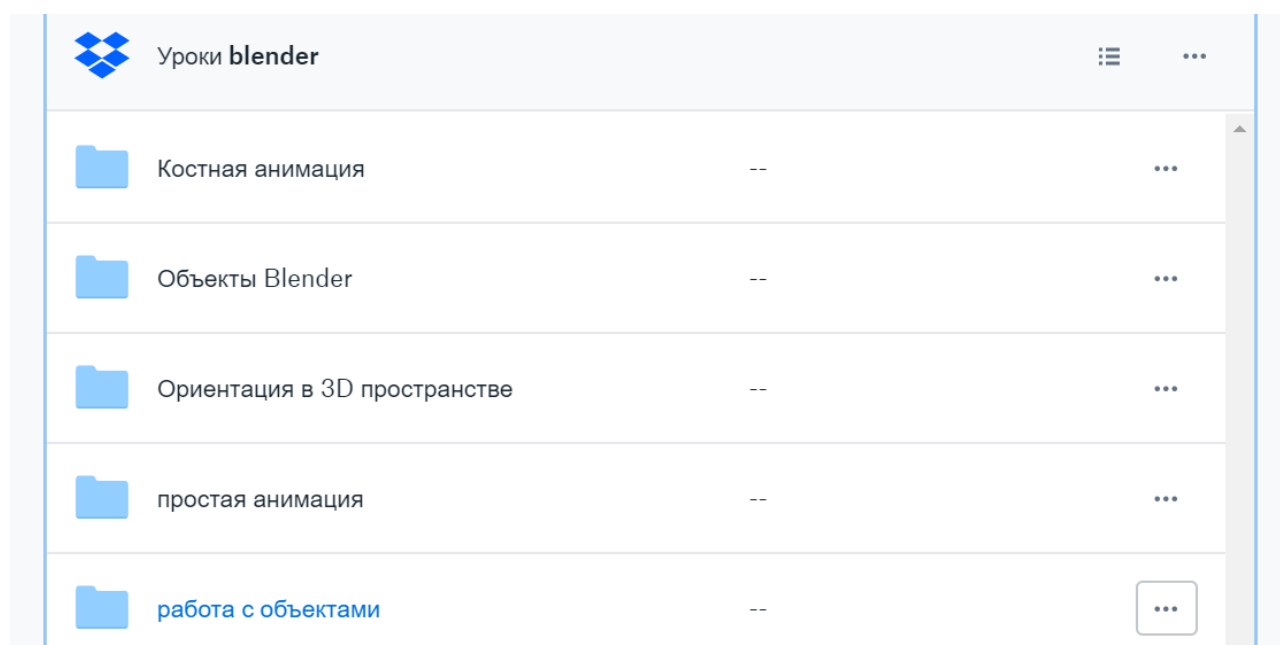 Уроки blender
Костная анимация --
Объекты Blender --
Ориентация в 3D пространстве --
простая анимация --
работа с объектами --